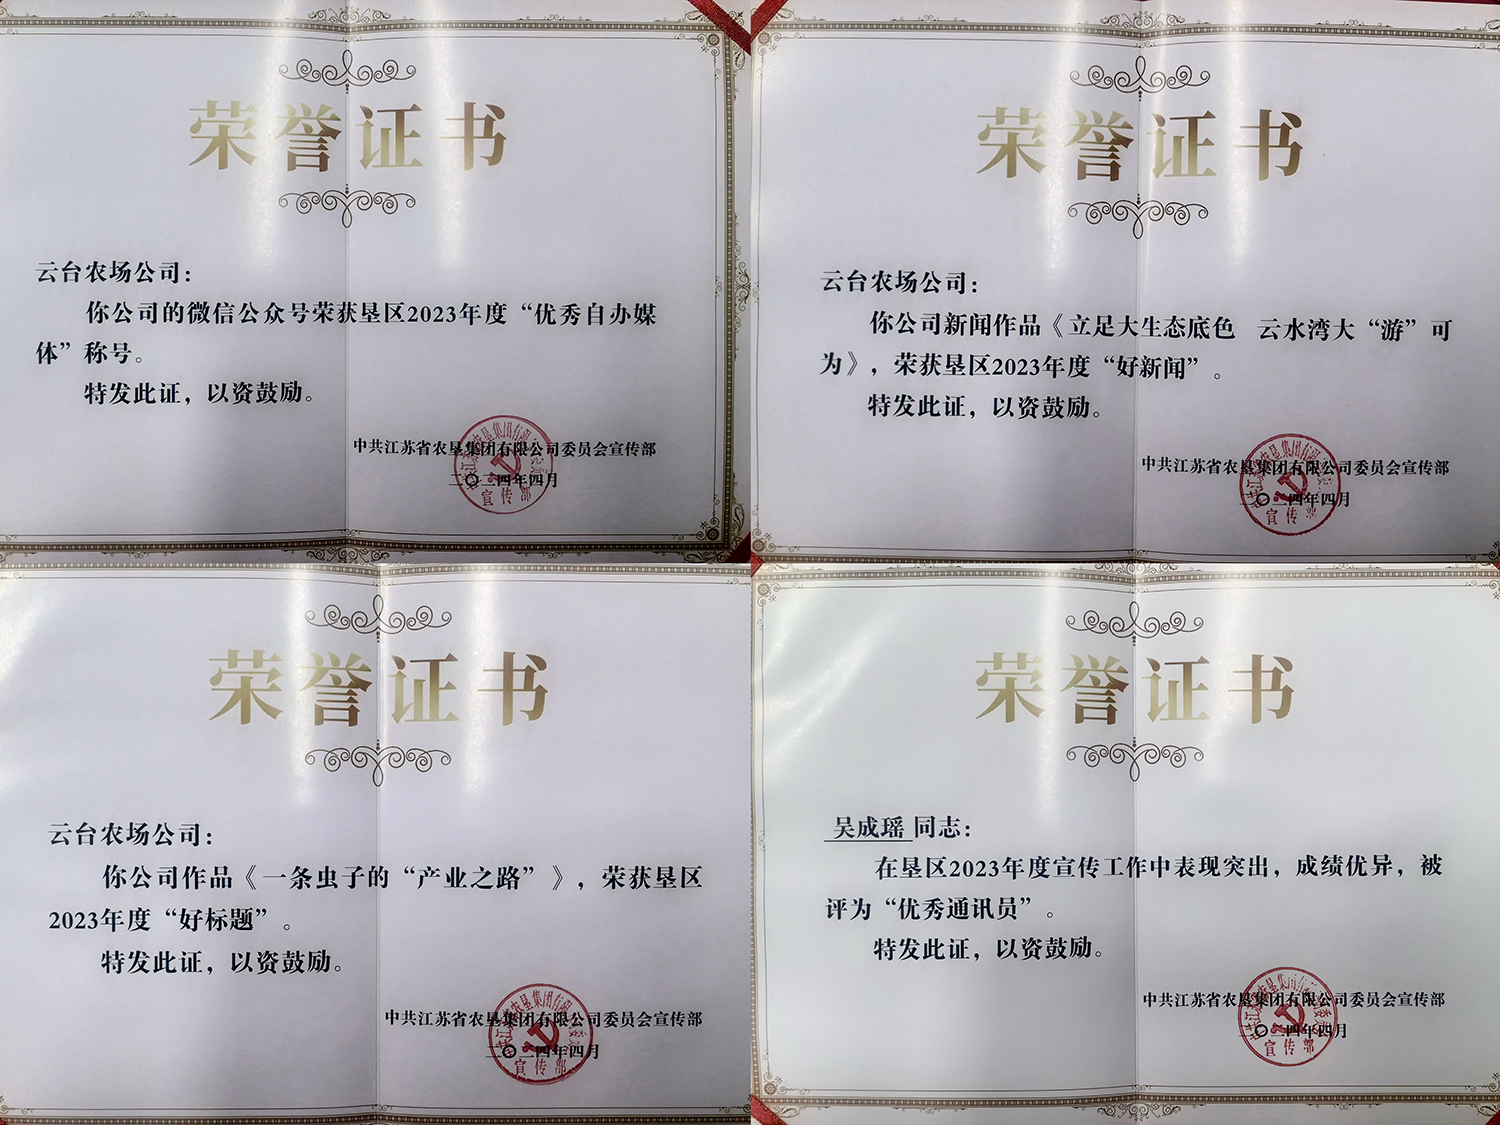 荣誉证书
云台农场公司：
你公司的微信公众号荣获垦区2023年度“优秀自办媒
体”称号。
特发此证，以资鼓励。
中共江苏省农垦集团有限公司委员会宣传部
二〇二四年四月
宣传部
荣誉证书
云台农场公司：
你公司新闻作品《立足大生态底色 云水湾大“游”可
为》，荣获垦区2023年度“好新闻”。
特发此证，以资鼓励。
中共江苏省农垦集团有限公司委员会宣传部
二〇二四年四月
宣传部
荣誉证书
云台农场公司：
你公司作品《一条虫子的“产业之路”》，荣获垦区
2023年度“好标题”。
特发此证，以资鼓励。
中共江苏省农垦集团有限公司委员会宣传部
二〇二四年四月
宣传部
荣誉证书
吴成瑶 同志：
在垦区2023年度宣传工作中表现突出，成绩优异，被
评为“优秀通讯员”。
特发此证，以资鼓励。
中共江苏省农垦集团有限公司委员会宣传部
二〇二四年四月
宣传部